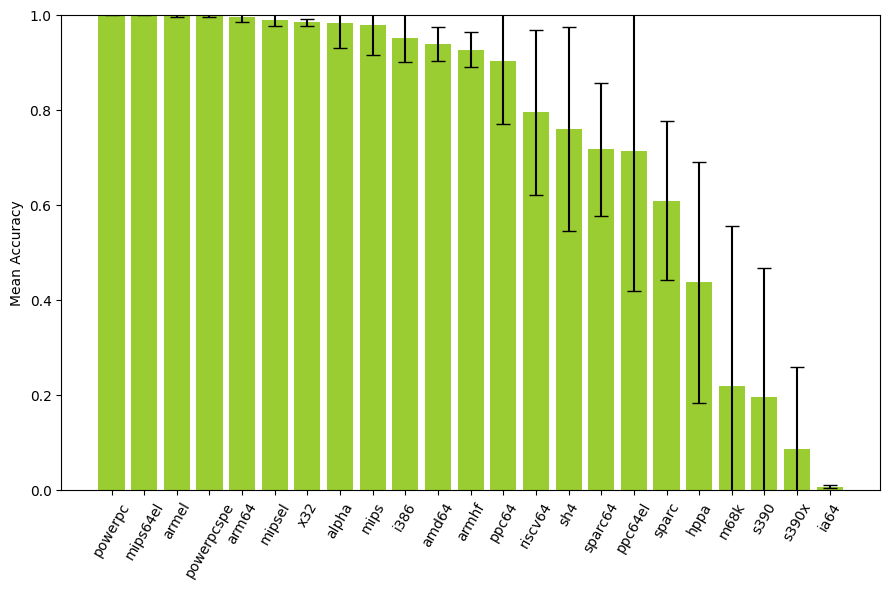 1.0
0.8
0.6
0.4
0.2
0.0
Mean Accuracy
powerpc
mips64el
armel
powerpcspe
arm64
mipsel
x32
alpha
mips
i386
amd64
armhf
ppc64
riscv64
sh4
sparc64
ppc64el
sparc
hppa
m68k
s390
s390x
ia64